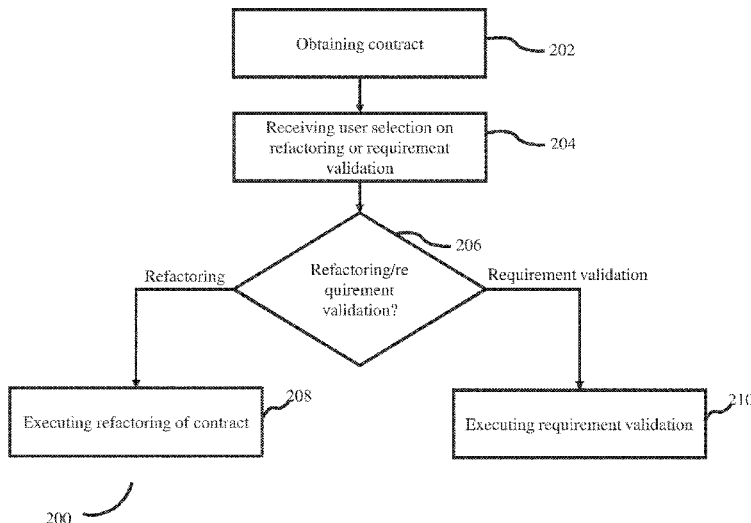 Obtaining contract
202
Receiving user selection on
refactoring or requirement
validation
204
206
Refactoring
Refactoring/re
quirement
validation?
Requirement validation
Executing refactoring of contract
208
Executing requirement validation
210
200